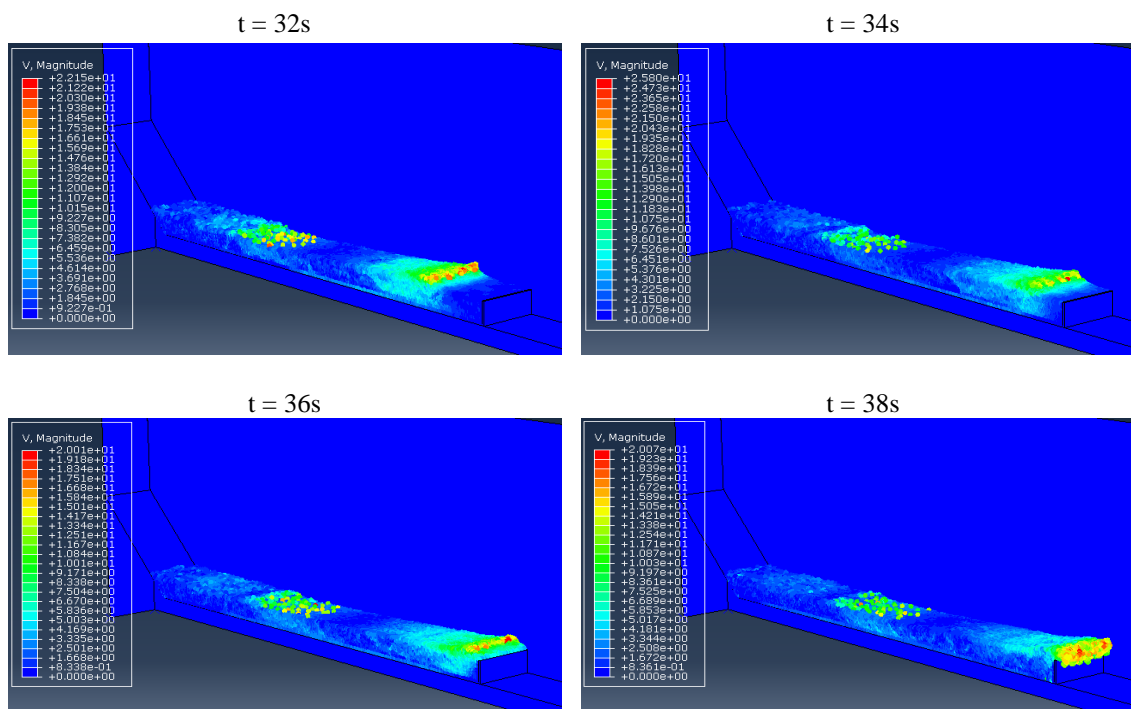 t = 32s
V, Magnitude
+2.215e+01
+2.122e+01
+2.030e+01
+1.938e+01
+1.845e+01
+1.753e+01
+1.661e+01
+1.569e+01
+1.476e+01
+1.384e+01
+1.292e+01
+1.200e+01
+1.107e+01
+1.015e+01
+9.227e+00
+8.305e+00
+7.382e+00
+6.459e+00
+5.536e+00
+4.614e+00
+3.691e+00
+2.768e+00
+1.845e+00
+9.227e-01
+0.000e+00
t = 34s
V, Magnitude
+2.580e+01
+2.473e+01
+2.365e+01
+2.258e+01
+2.150e+01
+2.043e+01
+1.935e+01
+1.828e+01
+1.720e+01
+1.613e+01
+1.505e+01
+1.398e+01
+1.290e+01
+1.183e+01
+1.075e+01
+9.676e+00
+8.601e+00
+7.526e+00
+6.451e+00
+5.376e+00
+4.301e+00
+3.225e+00
+2.150e+00
+1.075e+00
+0.000e+00
t = 36s
V, Magnitude
+2.001e+01
+1.918e+01
+1.834e+01
+1.751e+01
+1.668e+01
+1.584e+01
+1.501e+01
+1.417e+01
+1.334e+01
+1.251e+01
+1.167e+01
+1.084e+01
+1.001e+01
+9.171e+00
+8.338e+00
+7.504e+00
+6.670e+00
+5.836e+00
+5.003e+00
+4.169e+00
+3.335e+00
+2.501e+00
+1.668e+00
+8.338e-01
+0.000e+00
t = 38s
V, Magnitude
+2.007e+01
+1.923e+01
+1.839e+01
+1.756e+01
+1.672e+01
+1.589e+01
+1.505e+01
+1.421e+01
+1.338e+01
+1.254e+01
+1.171e+01
+1.087e+01
+1.003e+01
+9.197e+00
+8.361e+00
+7.525e+00
+6.689e+00
+5.853e+00
+5.017e+00
+4.181e+00
+3.344e+00
+2.508e+00
+1.672e+00
+8.361e-01
+0.000e+00